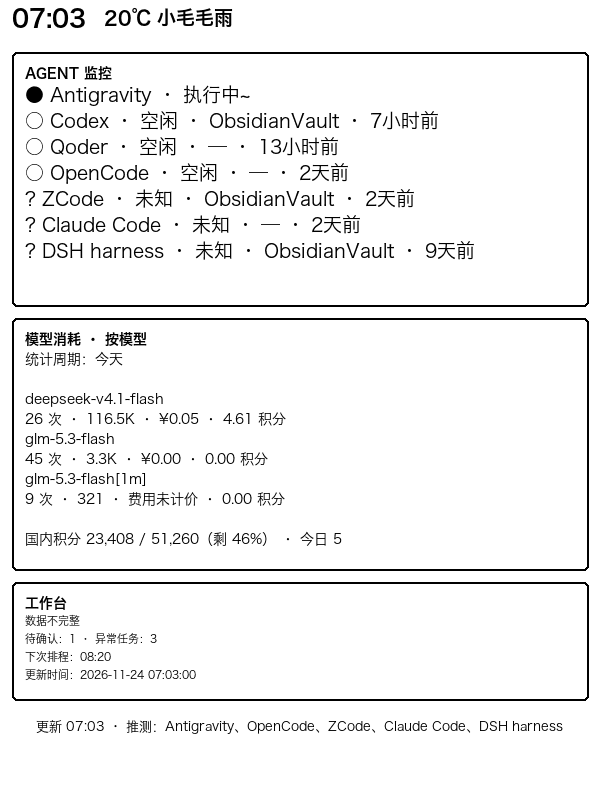 07:03 20℃ 小毛毛雨
AGENT 监控
● Antigravity · 执行中~
○ Codex · 空闲 · ObsidianVault · 7小时前
○ Qoder · 空闲 · — · 13小时前
○ OpenCode · 空闲 · — · 2天前
? ZCode · 未知 · ObsidianVault · 2天前
? Claude Code · 未知 · — · 2天前
? DSH harness · 未知 · ObsidianVault · 9天前
模型消耗 · 按模型
统计周期：今天
deepseek-v4.1-flash
26 次 · 116.5K · ¥0.05 · 4.61 积分
glm-5.3-flash
45 次 · 3.3K · ¥0.00 · 0.00 积分
glm-5.3-flash[1m]
9 次 · 321 · 费用未计价 · 0.00 积分
国内积分 23,408 / 51,260（剩 46%） · 今日 5
工作台
数据不完整
待确认：1 · 异常任务：3
下次排程：08:20
更新时间：2026-11-24 07:03:00
更新 07:03 · 推测：Antigravity、OpenCode、ZCode、Claude Code、DSH harness